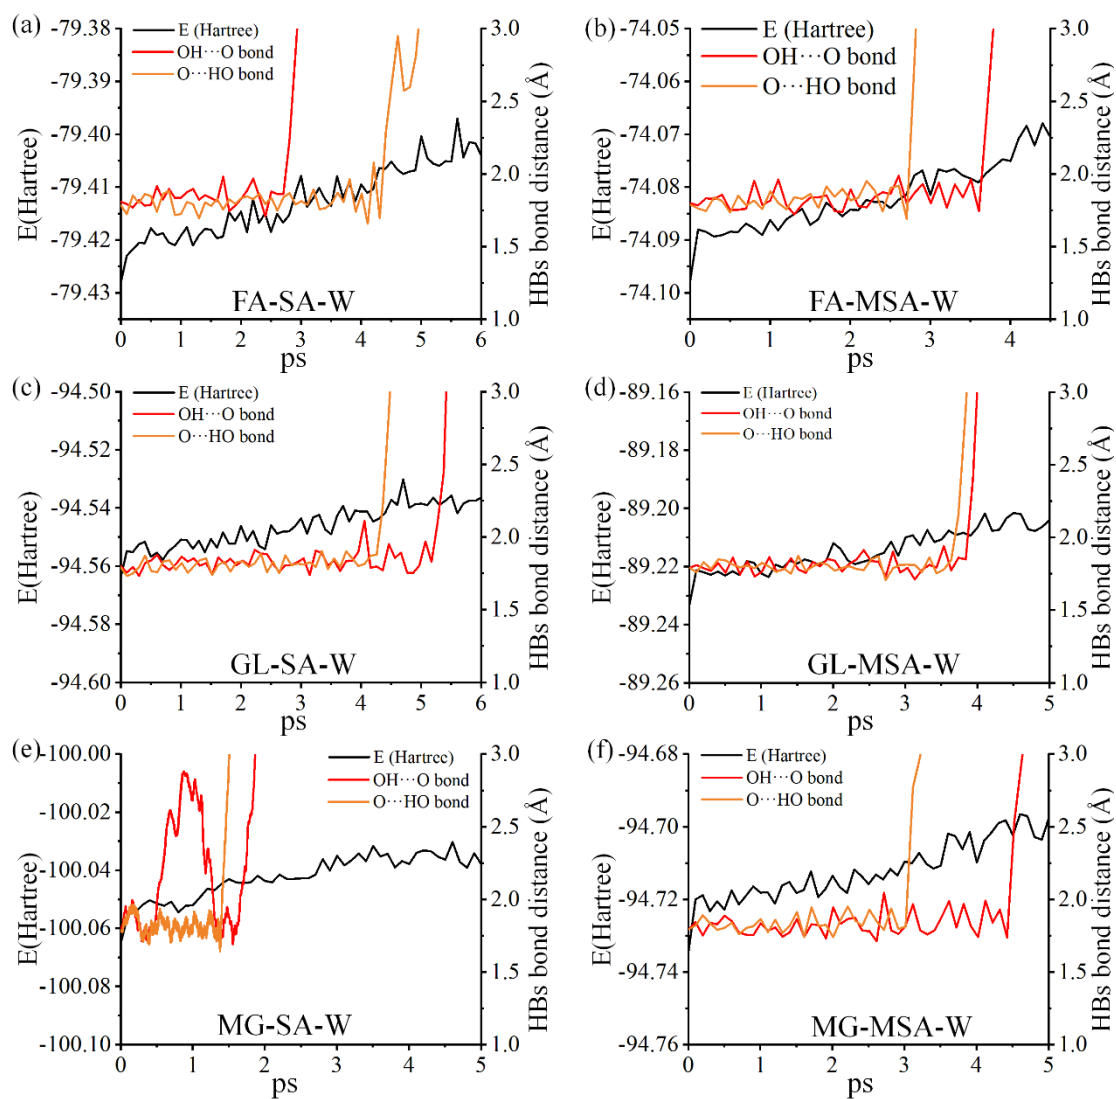 (a)
-79.38
-79.39
-79.40
-79.41
-79.42
-79.43
E(Hartree)
E (Hartree)
OH···O bond
O···HO bond
3.0
2.5
2.0
1.5
1.0
HBs bond distance (Å)
FA-SA-W
0 1 2 3 4 5 6
ps
(b)
-74.05
-74.06
-74.07
-74.08
-74.09
-74.10
E(Hartree)
E (Hartree)
OH···O bond
O···HO bond
3.0
2.5
2.0
1.5
1.0
HBs bond distance (Å)
FA-MSA-W
0 1 2 3 4
ps
(c)
-94.50
-94.52
-94.54
-94.56
-94.58
-94.60
E(Hartree)
E (Hartree)
OH···O bond
O···HO bond
3.0
2.5
2.0
1.5
1.0
HBs bond distance (Å)
GL-SA-W
0 1 2 3 4 5 6
ps
(d)
-89.16
-89.18
-89.20
-89.22
-89.24
-89.26
E(Hartree)
E (Hartree)
OH···O bond
O···HO bond
3.0
2.5
2.0
1.5
1.0
HBs bond distance (Å)
GL-MSA-W
0 1 2 3 4 5
ps
(e)
-100.00
-100.02
-100.04
-100.06
-100.08
-100.10
E(Hartree)
E (Hartree)
OH···O bond
O···HO bond
3.0
2.5
2.0
1.5
1.0
HBs bond distance (Å)
MG-SA-W
0 1 2 3 4 5
ps
(f)
-94.68
-94.70
-94.72
-94.74
-94.76
E(Hartree)
E (Hartree)
OH···O bond
O···HO bond
3.0
2.5
2.0
1.5
1.0
HBs bond distance (Å)
MG-MSA-W
0 1 2 3 4 5
ps